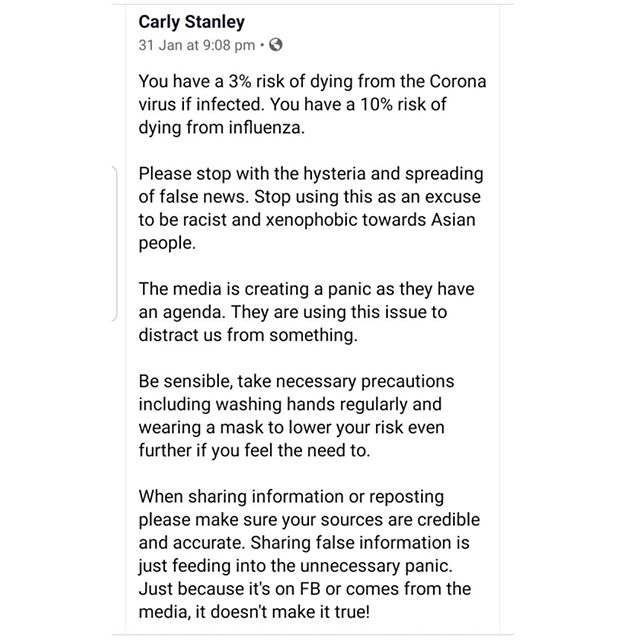 Carly Stanley
31 Jan at 9:08 pm •
You have a 3% risk of dying from the Corona
virus if infected. You have a 10% risk of
dying from influenza.
Please stop with the hysteria and spreading
of false news. Stop using this as an excuse
to be racist and xenophobic towards Asian
people.
The media is creating a panic as they have
an agenda. They are using this issue to
distract us from something.
Be sensible, take necessary precautions
including washing hands regularly and
wearing a mask to lower your risk even
further if you feel the need to.
When sharing information or reposting
please make sure your sources are credible
and accurate. Sharing false information is
just feeding into the unnecessary panic.
Just because it's on FB or comes from the
media, it doesn't make it true!